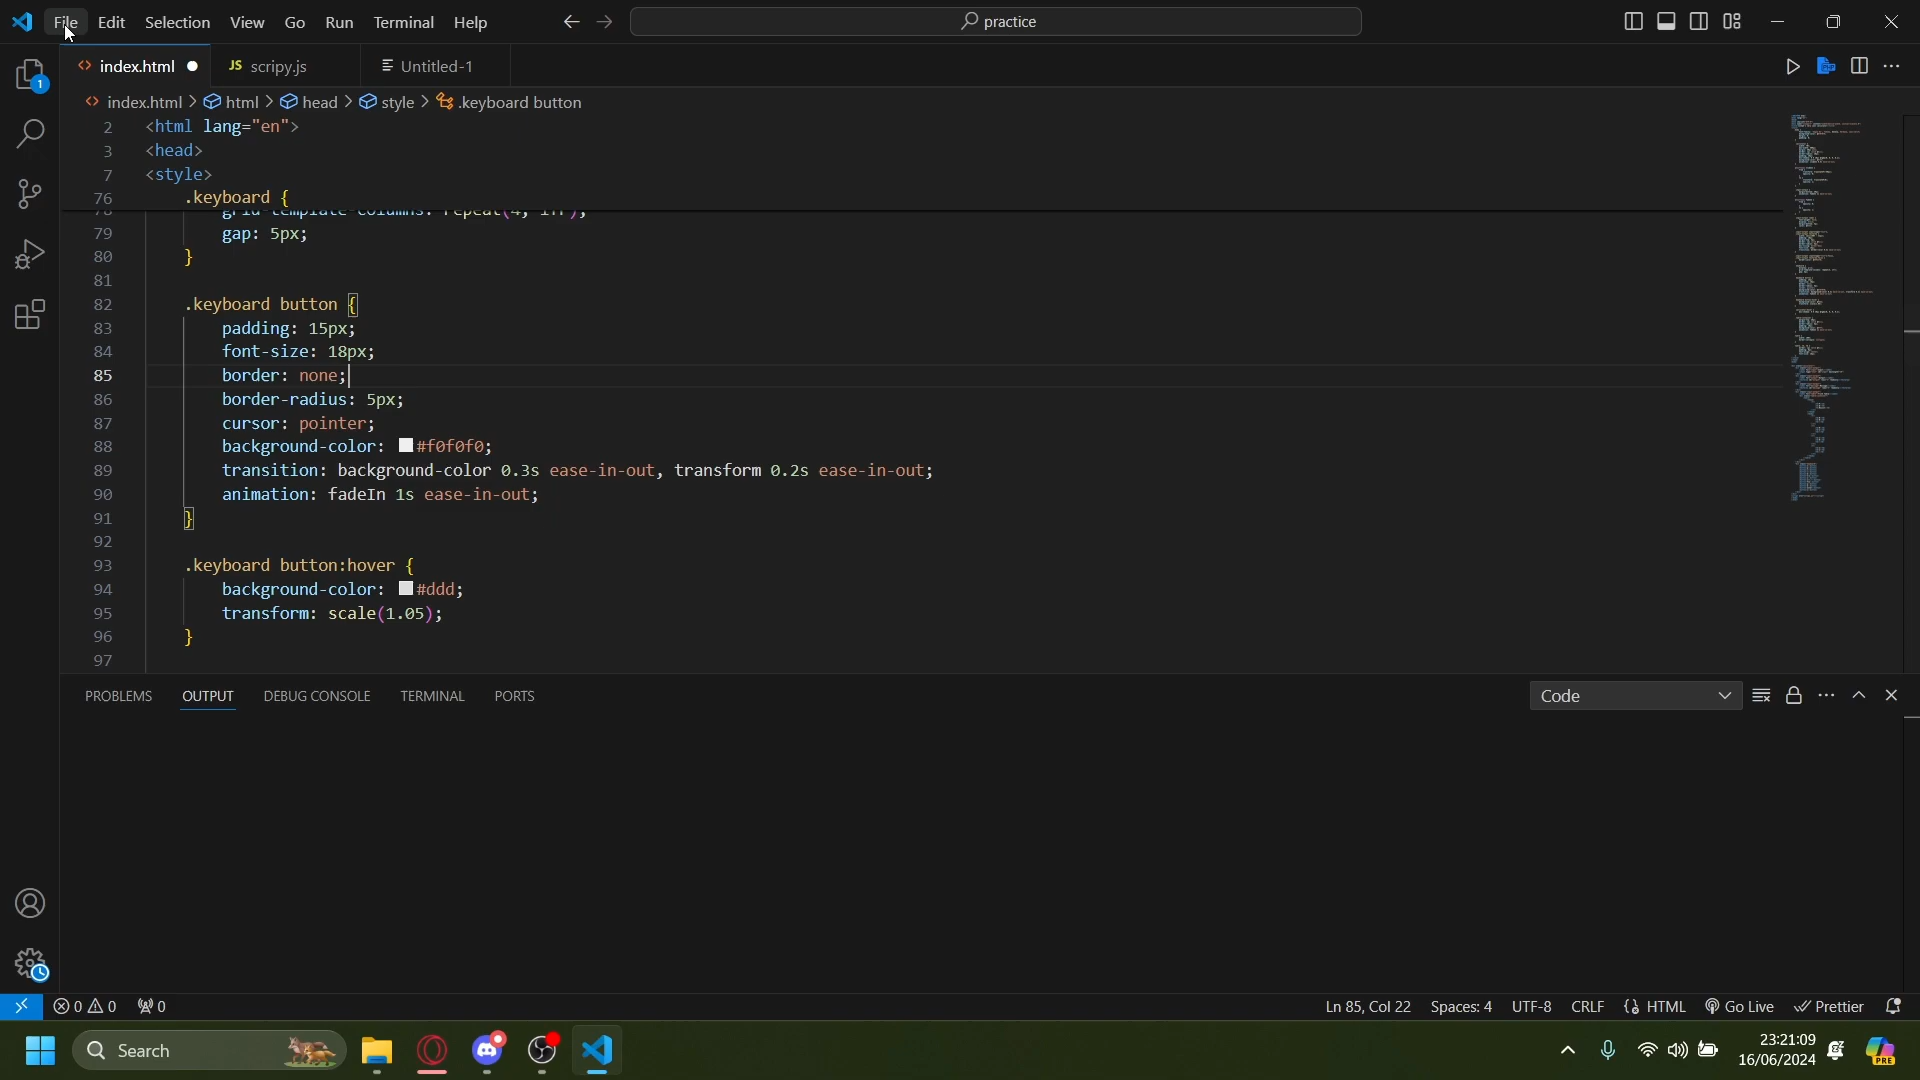 File Edit Selection View Go Run Terminal Help practice
index.html scripy.js Untitled-1
index.html > html > head > style > .keyboard button
2 <html lang="en">
3 <head>
7 <style>
76 .keyboard {
78 grid-template-columns: repeat(4, 1fr);
79 gap: 5px;
80 }
81
82 .keyboard button {
83 padding: 15px;
84 font-size: 18px;
85 border: none;
86 border-radius: 5px;
87 cursor: pointer;
88 background-color: #f0f0f0;
89 transition: background-color 0.3s ease-in-out, transform 0.2s ease-in-out;
90 animation: fadeIn 1s ease-in-out;
91 }
92
93 .keyboard button:hover {
94 background-color: #ddd;
95 transform: scale(1.05);
96 }
97
1
PROBLEMS OUTPUT DEBUG CONSOLE TERMINAL PORTS Code
0 0 0 Ln 85, Col 22 Spaces: 4 UTF-8 CRLF {} HTML Go Live Prettier
Search 23:21:09
16/06/2024
PRE